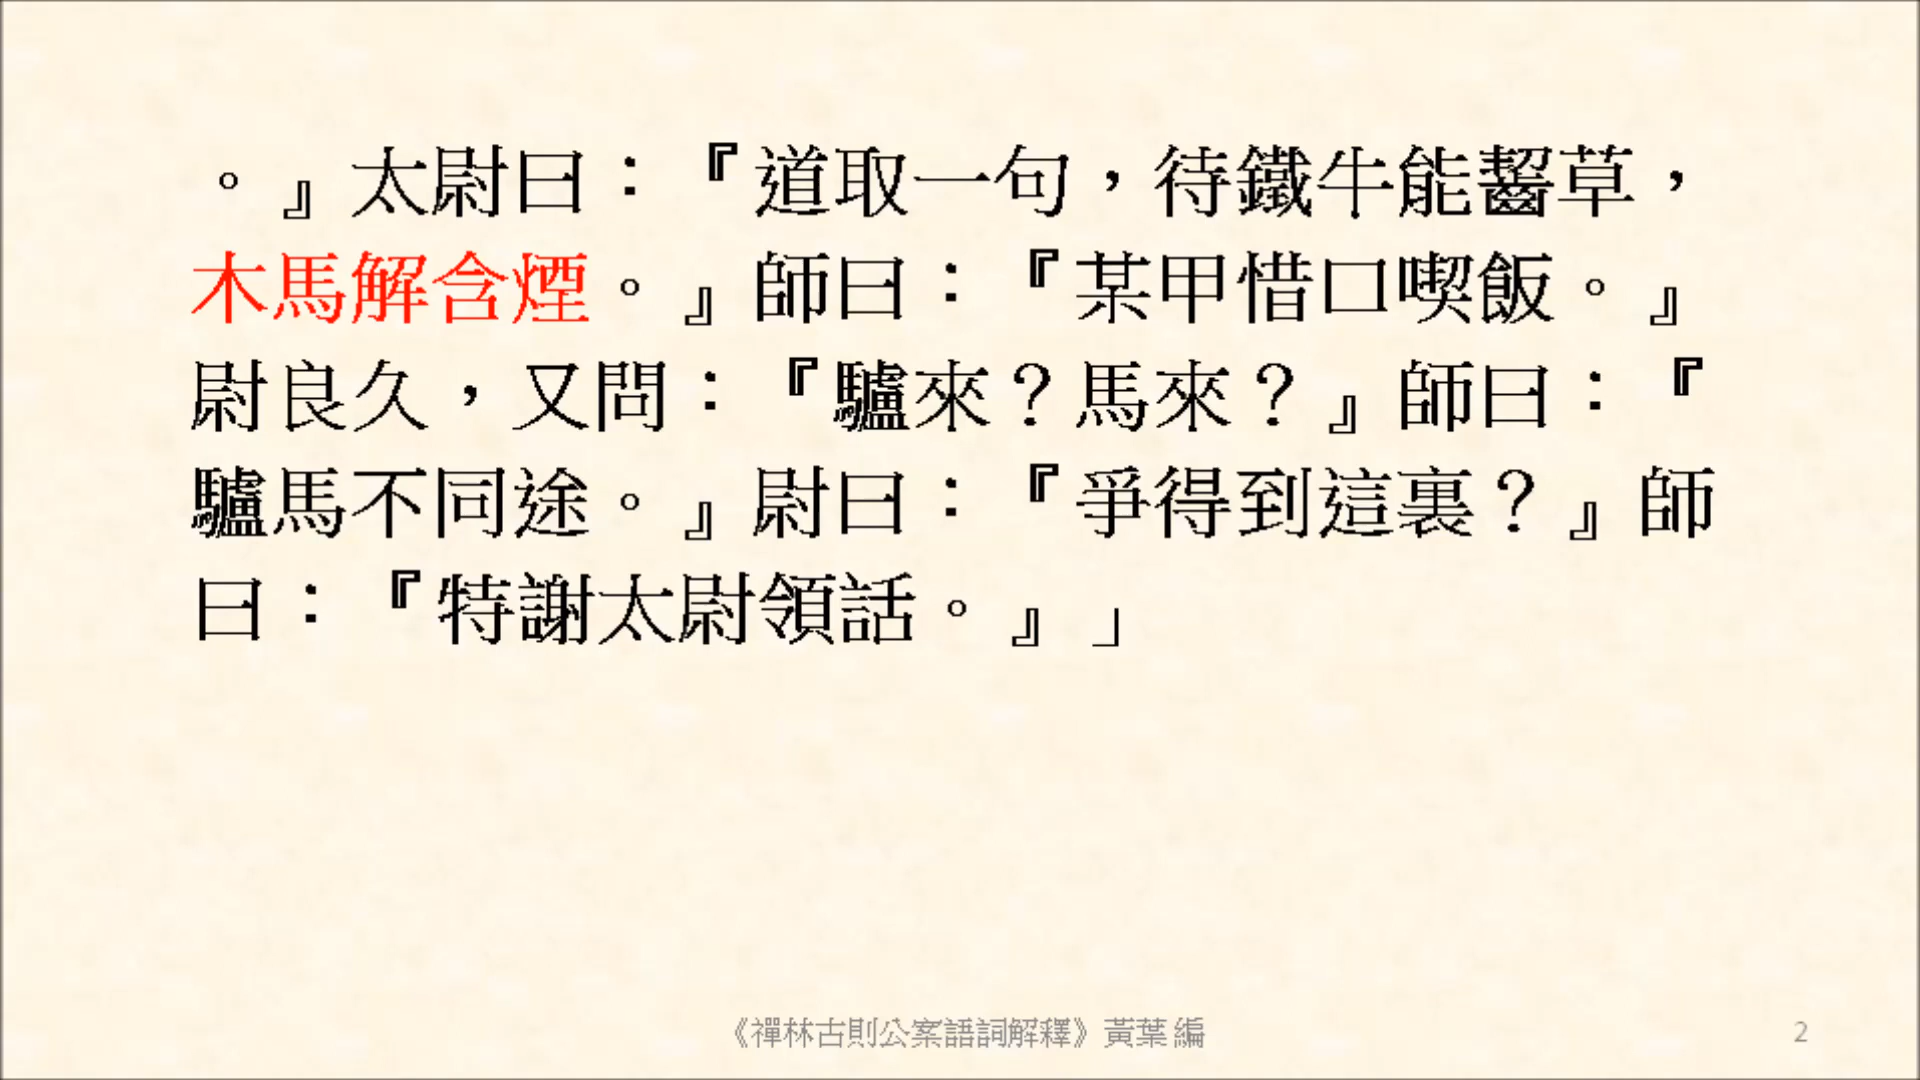 。』太尉曰：『道取一句，待鐵牛能齧草，
木馬解含煙。』師曰：『某甲惜口喫飯。』
尉良久，又問：『驢來？馬來？』師曰：『
驢馬不同途。』尉曰：『爭得到這裏？』師
曰：『特謝太尉領話。』」
《禪林古則公案語詞解釋》黃葉 編
2